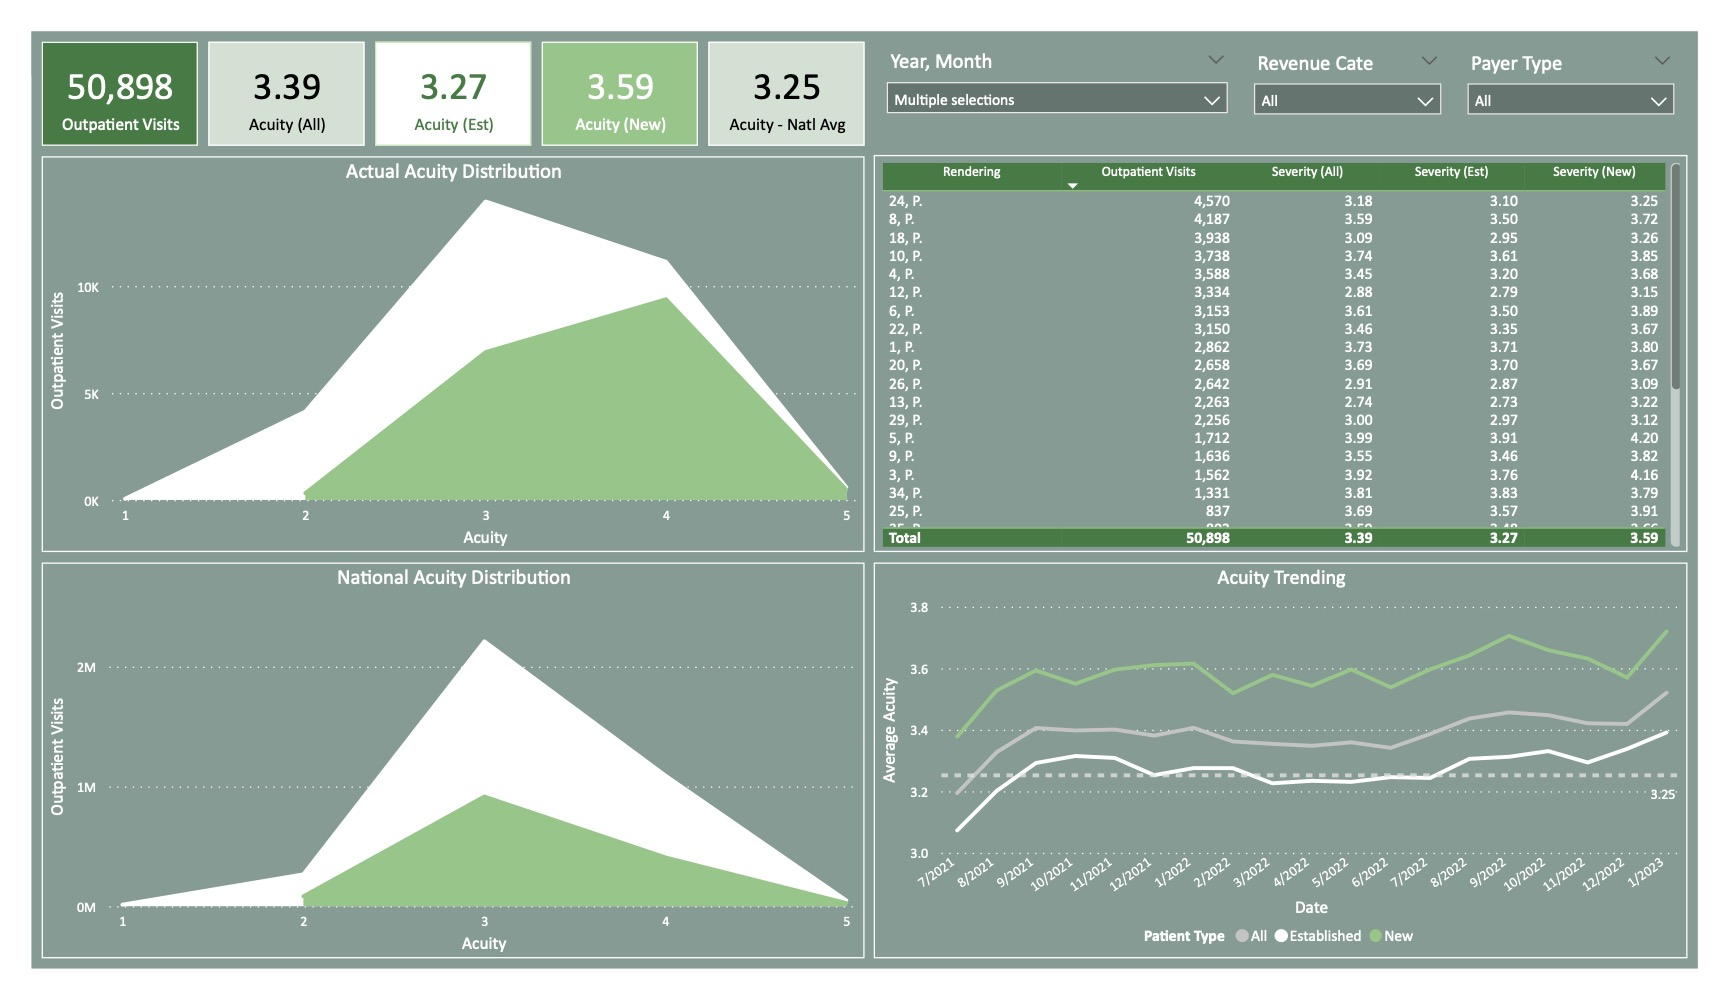 50,898
Outpatient Visits
3.39
Acuity (All)
3.27
Acuity (Est)
3.59
Acuity (New)
3.25
Acuity - Natl Avg
Year, Month
Multiple selections
Revenue Cate
All
Payer Type
All
Actual Acuity Distribution
Outpatient Visits
10K
5K
0K
1 2 3 4 5
Acuity
Rendering Outpatient Visits Severity (All) Severity (Est) Severity (New)
24, P. 4,570 3.18 3.10 3.25
8, P. 4,187 3.59 3.50 3.72
18, P. 3,938 3.09 2.95 3.26
10, P. 3,738 3.74 3.61 3.85
4, P. 3,588 3.45 3.20 3.68
12, P. 3,334 2.88 2.79 3.15
6, P. 3,153 3.61 3.50 3.89
22, P. 3,150 3.46 3.35 3.67
1, P. 2,862 3.73 3.71 3.80
20, P. 2,658 3.69 3.70 3.67
26, P. 2,642 2.91 2.87 3.09
13, P. 2,263 2.74 2.73 3.22
29, P. 2,256 3.00 2.97 3.12
5, P. 1,712 3.99 3.91 4.20
9, P. 1,636 3.55 3.46 3.82
3, P. 1,562 3.92 3.76 4.16
34, P. 1,331 3.81 3.83 3.79
25, P. 837 3.69 3.57 3.91
Total 50,898 3.39 3.27 3.59
National Acuity Distribution
Outpatient Visits
2M
1M
0M
1 2 3 4 5
Acuity
Acuity Trending
Average Acuity
3.8
3.6
3.4
3.2
3.0
3.25
7/2021 8/2021 9/2021 10/2021 11/2021 12/2021 1/2022 2/2022 3/2022 4/2022 5/2022 6/2022 7/2022 8/2022 9/2022 10/2022 11/2022 12/2022 1/2023
Date
Patient Type All Established New